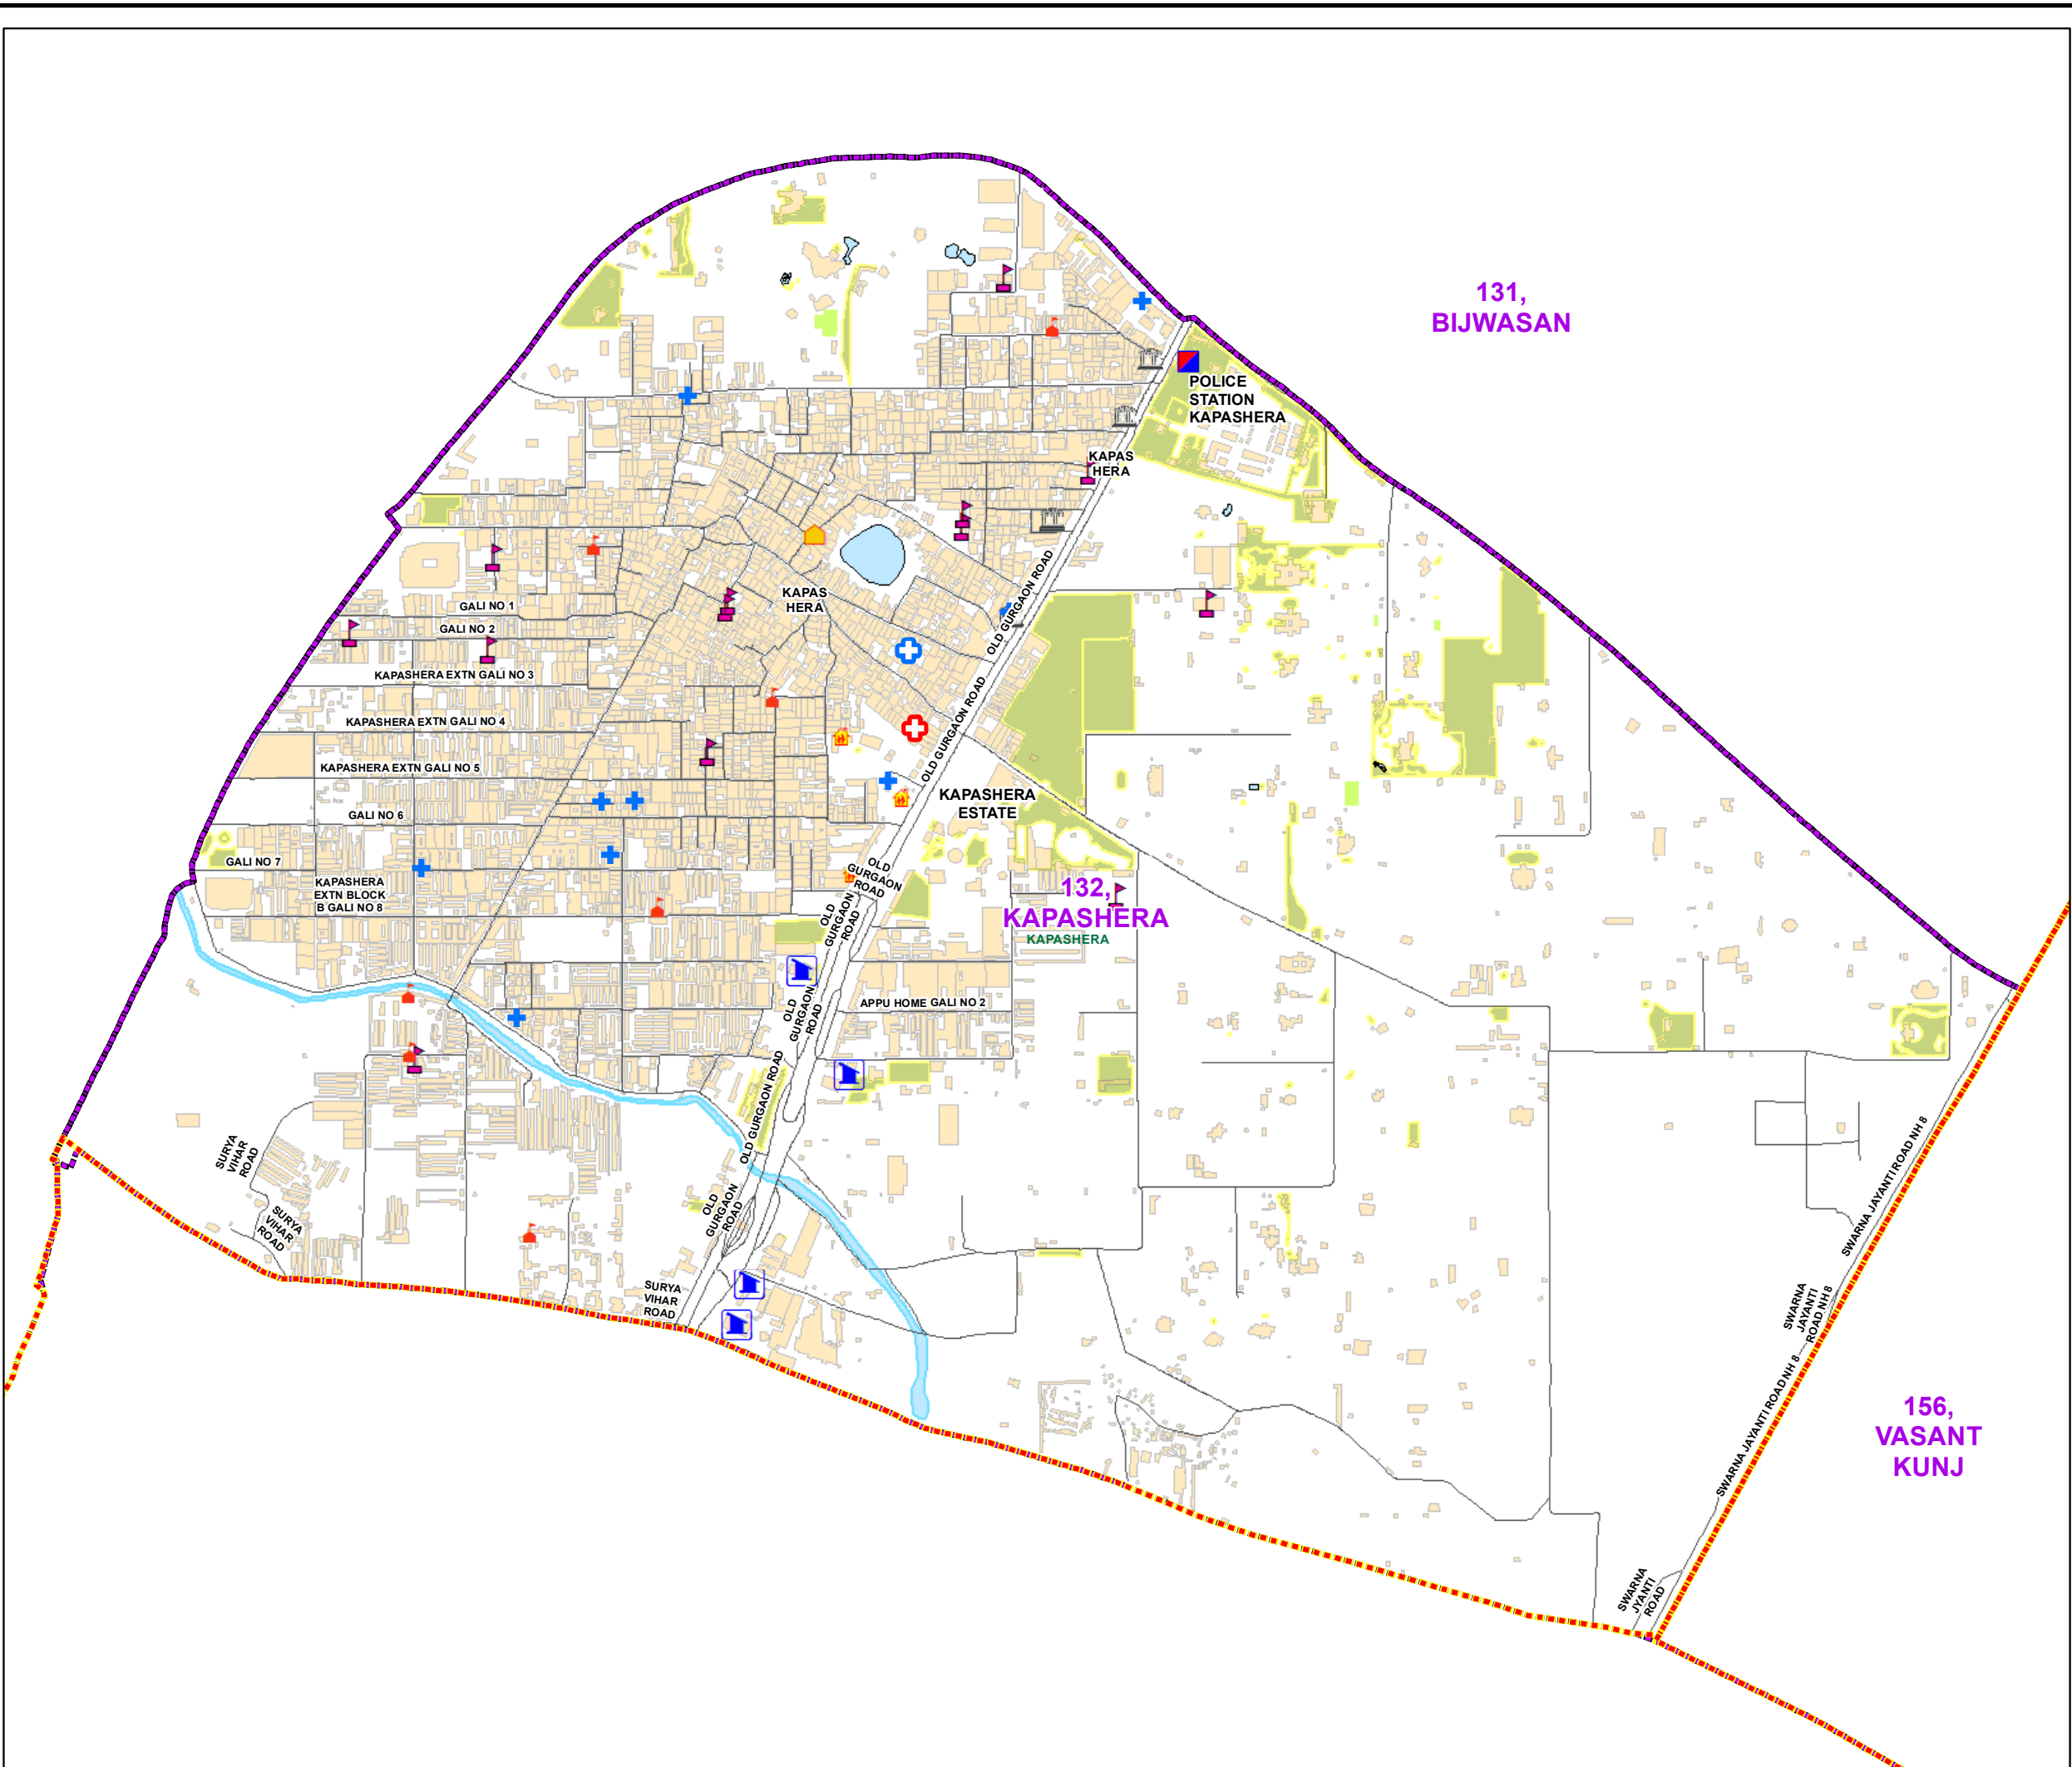 131,
BIJWASAN
POLICE
STATION
KAPASHERA
KAPAS
HERA
OLD GURGAON ROAD
KAPAS
HERA
GALI NO 1
GALI NO 2
KAPASHERA EXTN GALI NO 3
KAPASHERA EXTN GALI NO 4
OLD GURGAON ROAD
KAPASHERA EXTN GALI NO 5
KAPASHERA
ESTATE
GALI NO 6
GALI NO 7
OLD
GURGAON
ROAD
KAPASHERA
EXTN BLOCK
B GALI NO 8
132,
KAPASHERA
KAPASHERA
OLD
GURGAON
ROAD
OLD
GURGAON
ROAD
APPU HOME GALI NO 2
OLD GURGAON ROAD
SURYA
VIHAR
ROAD
SURYA
VIHAR
ROAD
OLD
GURGAON
ROAD
SURYA
VIHAR
ROAD
SWARNA JAYANTI ROAD NH 8
SWARNA
JAYANTI
ROAD NH 8
SWARNA JAYANTI ROAD NH 8
156,
VASANT
KUNJ
SWARNA
JYANTI
ROAD